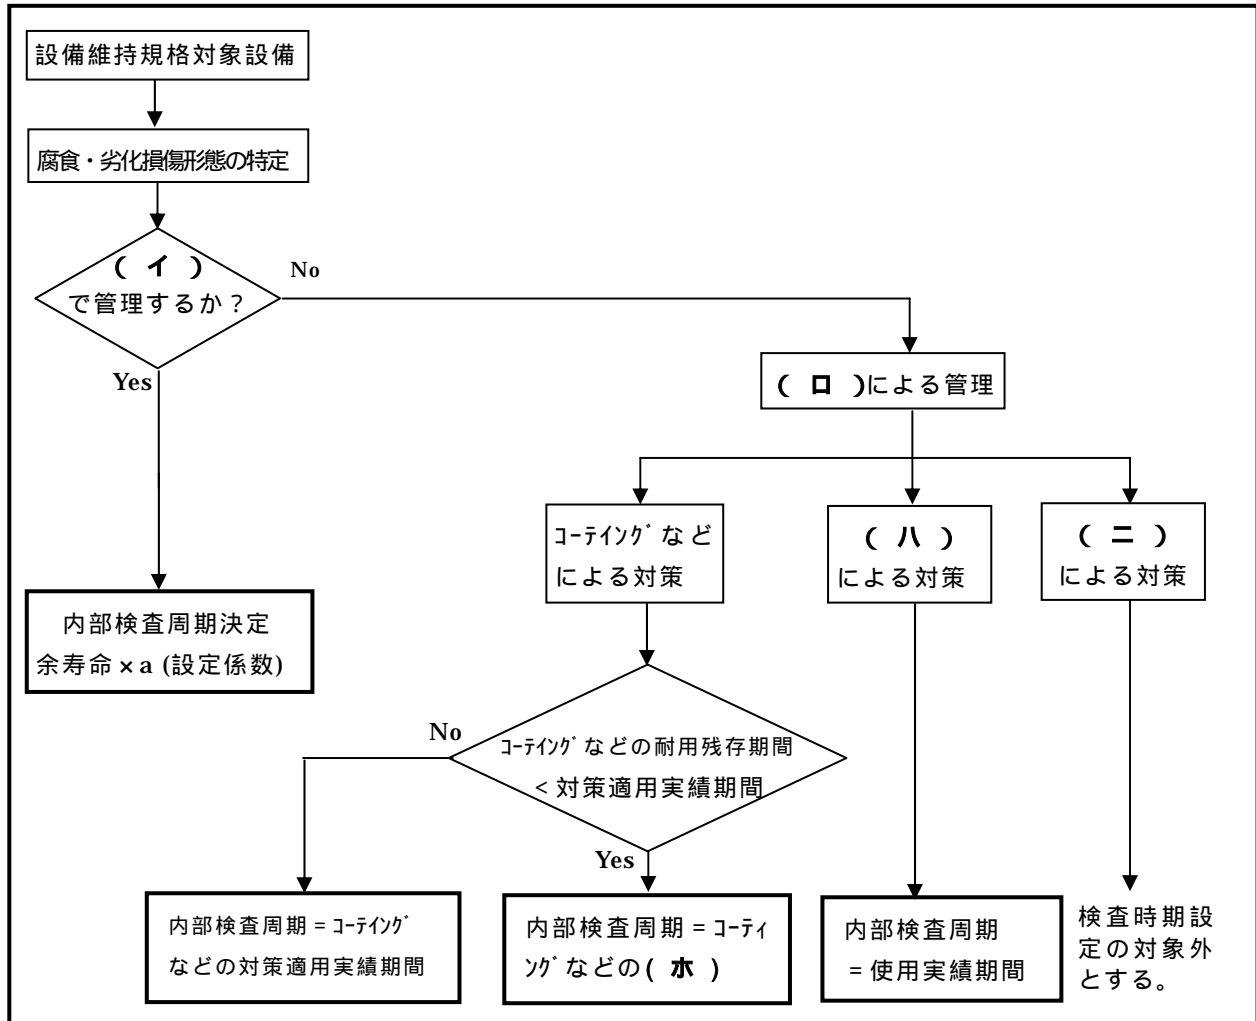 設備維持規格対象設備
腐食・劣化損傷形態の特定
( イ )
で管理するか？
No
Yes
( ロ )による管理
ｺｰﾃｲﾝｸﾞなど
による対策
( ハ )
による対策
( ニ )
による対策
内部検査周期決定
余寿命×a (設定係数)
No
ｺｰﾃｲﾝｸﾞなどの耐用残存期間
<対策適用実績期間
Yes
内部検査周期=ｺｰﾃｲﾝｸﾞ
などの対策適用実績期間
内部検査周期=ｺｰﾃｨ
ﾝｸﾞなどの( ホ )
内部検査周期
=使用実績期間
検査時期設
定の対象外
とする。